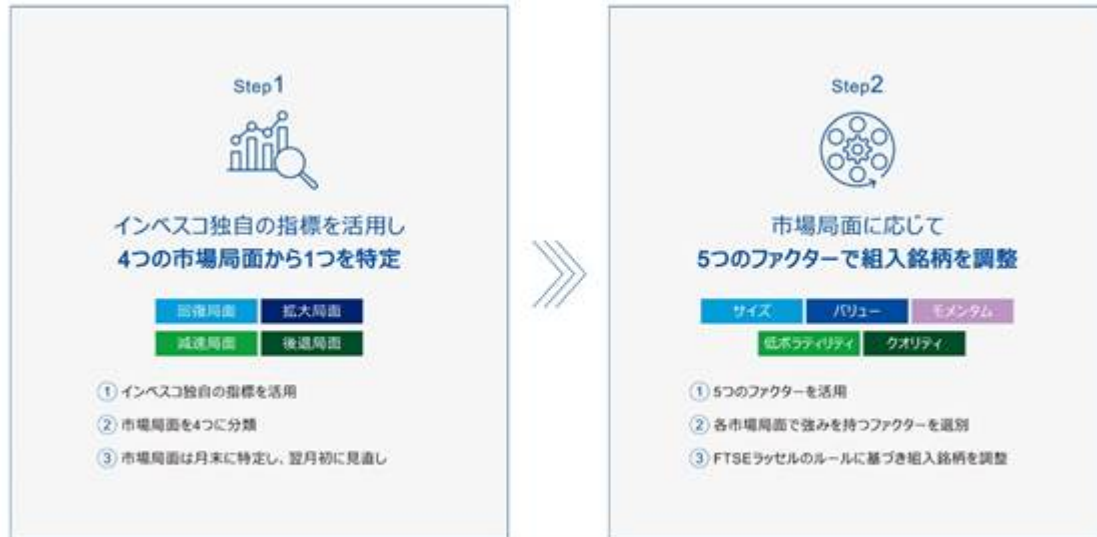 Step1
インベスコ独自の指標を活用し
4つの市場局面から1つを特定
回復局面 拡大局面
減速局面 後退局面
① インベスコ独自の指標を活用
② 市場局面を4つに分類
③ 市場局面は月末に特定し、翌月初に見直し
Step2
市場局面に応じて
5つのファクターで組入銘柄を調整
サイズ バリュー モメンタム
低ボラティリティ クオリティ
① 5つのファクターを活用
② 各市場局面で強みを持つファクターを選別
③ FTSEラッセルのルールに基づき組入銘柄を調整